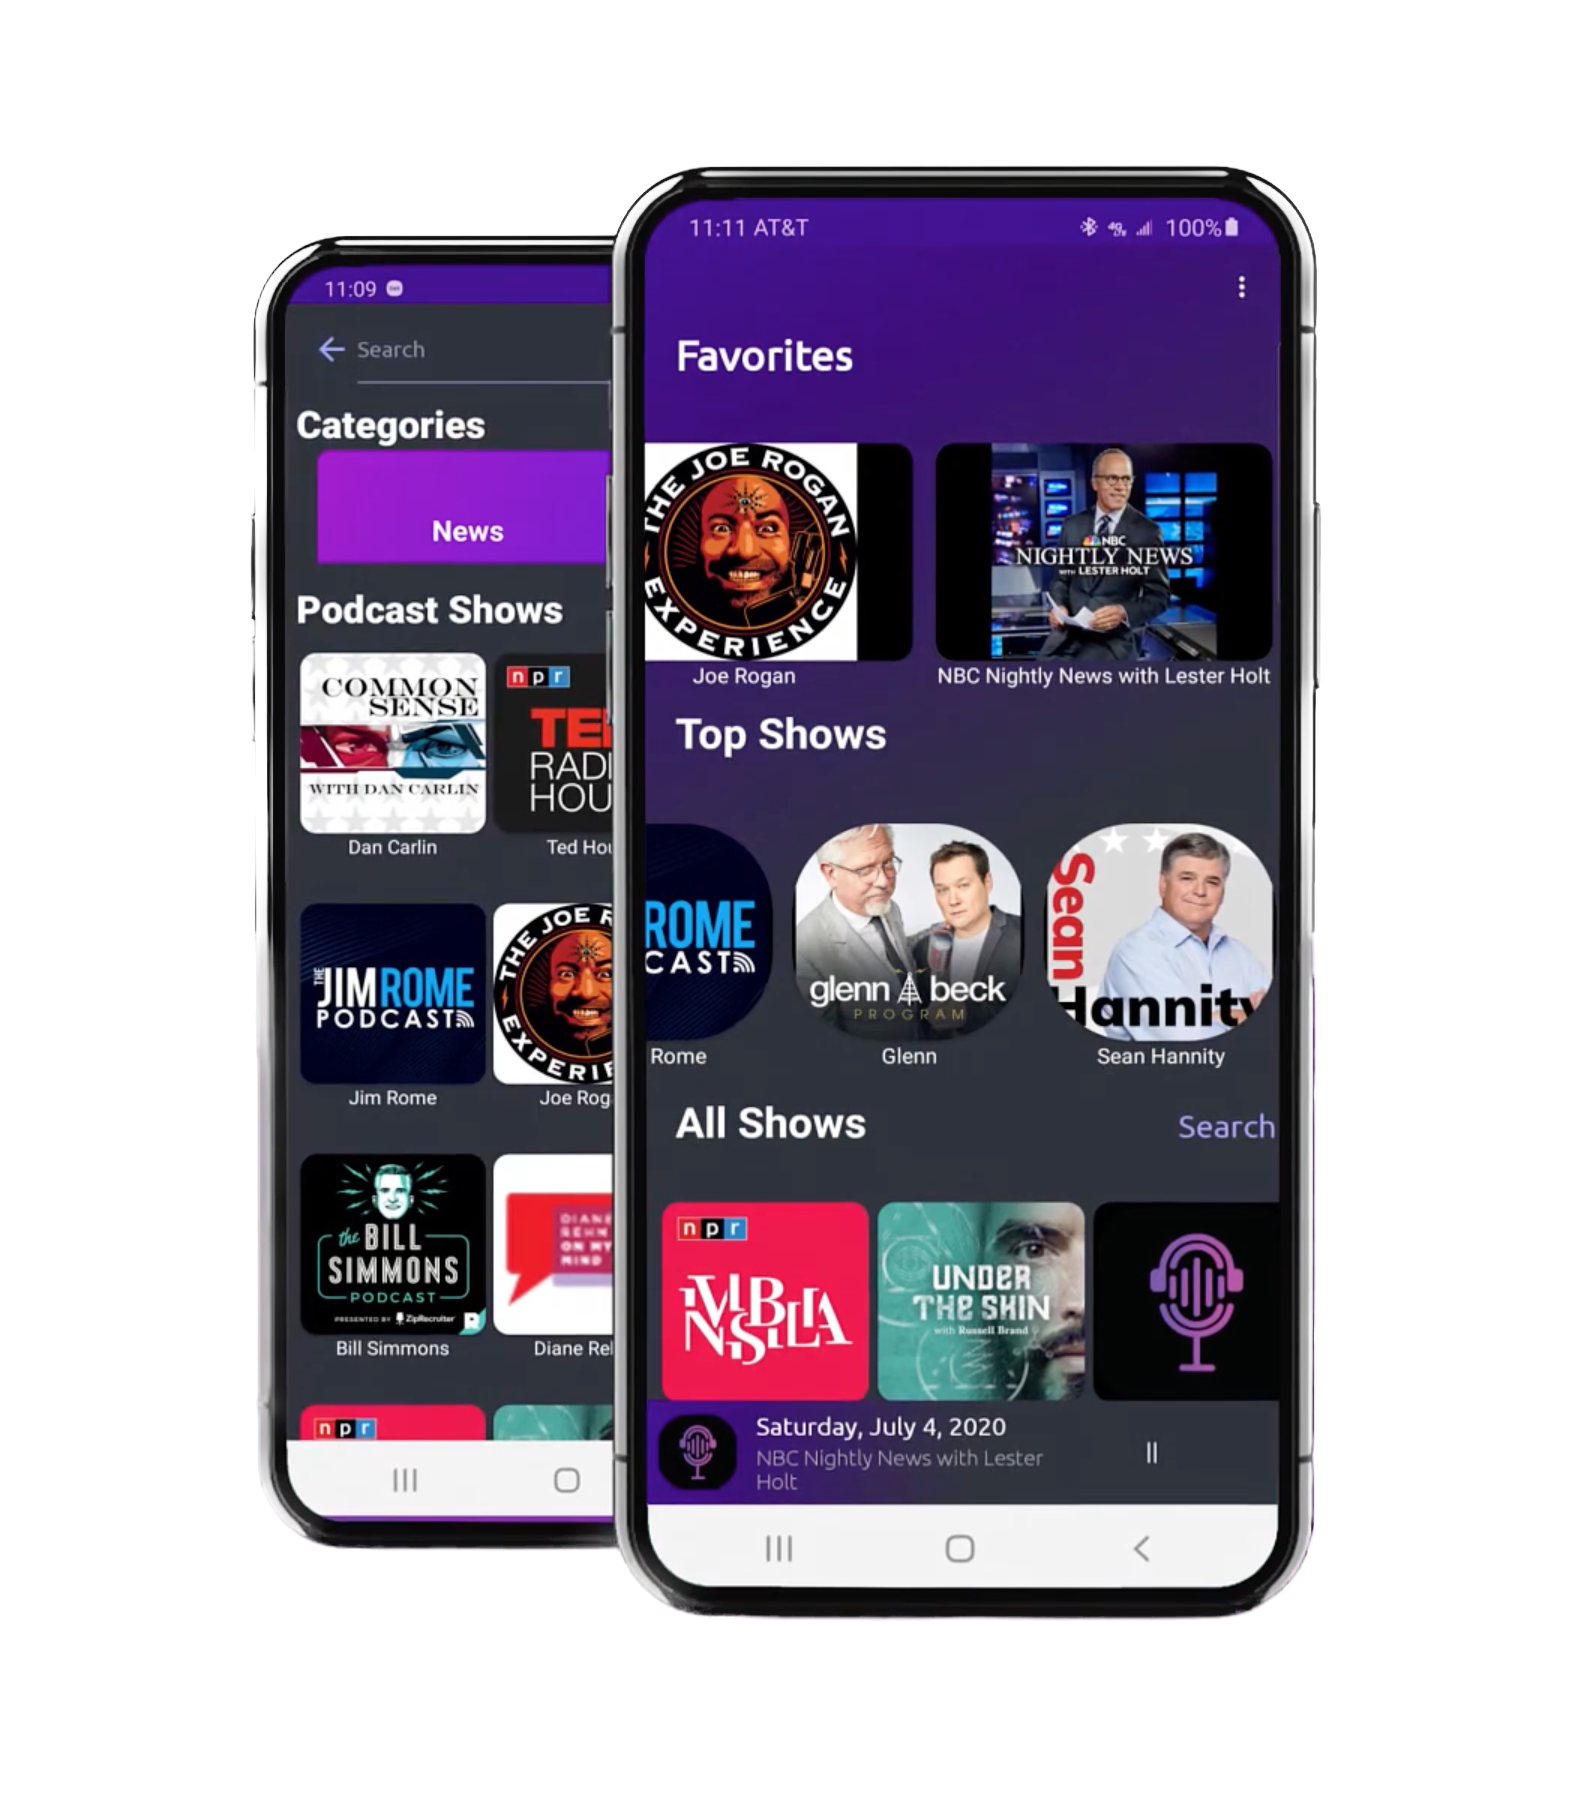 11:09
Search
Categories
News
Podcast Shows
COMMON
SENSE
WITH DAN CARLIN
Dan Carlin
npr
TE
RADI
HOU
Ted Hou
THE
JIMROME
PODCAST
Jim Rome
THE JOE R
EXPERIE
Joe Rog
the BILL
SIMMONS
PODCAST
PRESENTED BY ZipRecruiter
R
Bill Simmons
DIANE
REHM
ON MY
MIND
Diane Reh
npr
11:11 AT&T
100%
Favorites
THE JOE ROGAN
EXPERIENCE
Joe Rogan
NBC
NIGHTLY NEWS
WITH LESTER HOLT
NBC Nightly News with Lester Holt
Top Shows
ROME
CAST
Rome
glenn beck
PROGRAM
Glenn
Sean
Hannity
Sean Hannity
All Shows
Search
npr
INVISIBILIA
UNDER
THE SKIN
with Russell Brand
Saturday, July 4, 2020
NBC Nightly News with Lester
Holt